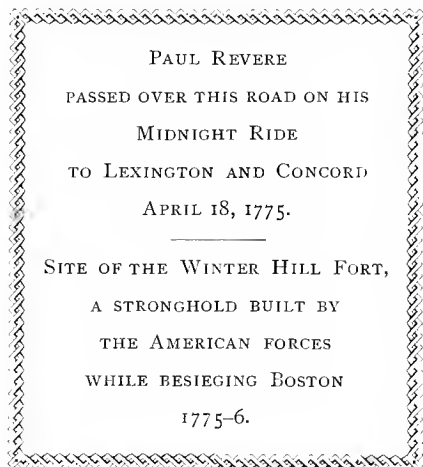 PAUL REVERE
PASSED OVER THIS ROAD ON HIS
MIDNIGHT RIDE
TO LEXINGTON AND CONCORD
APRIL 18, 1775.
SITE OF THE WINTER HILL FORT,
A STRONGHOLD BUILT BY
THE AMERICAN FORCES
WHILE BESIEGING BOSTON
1775–6.